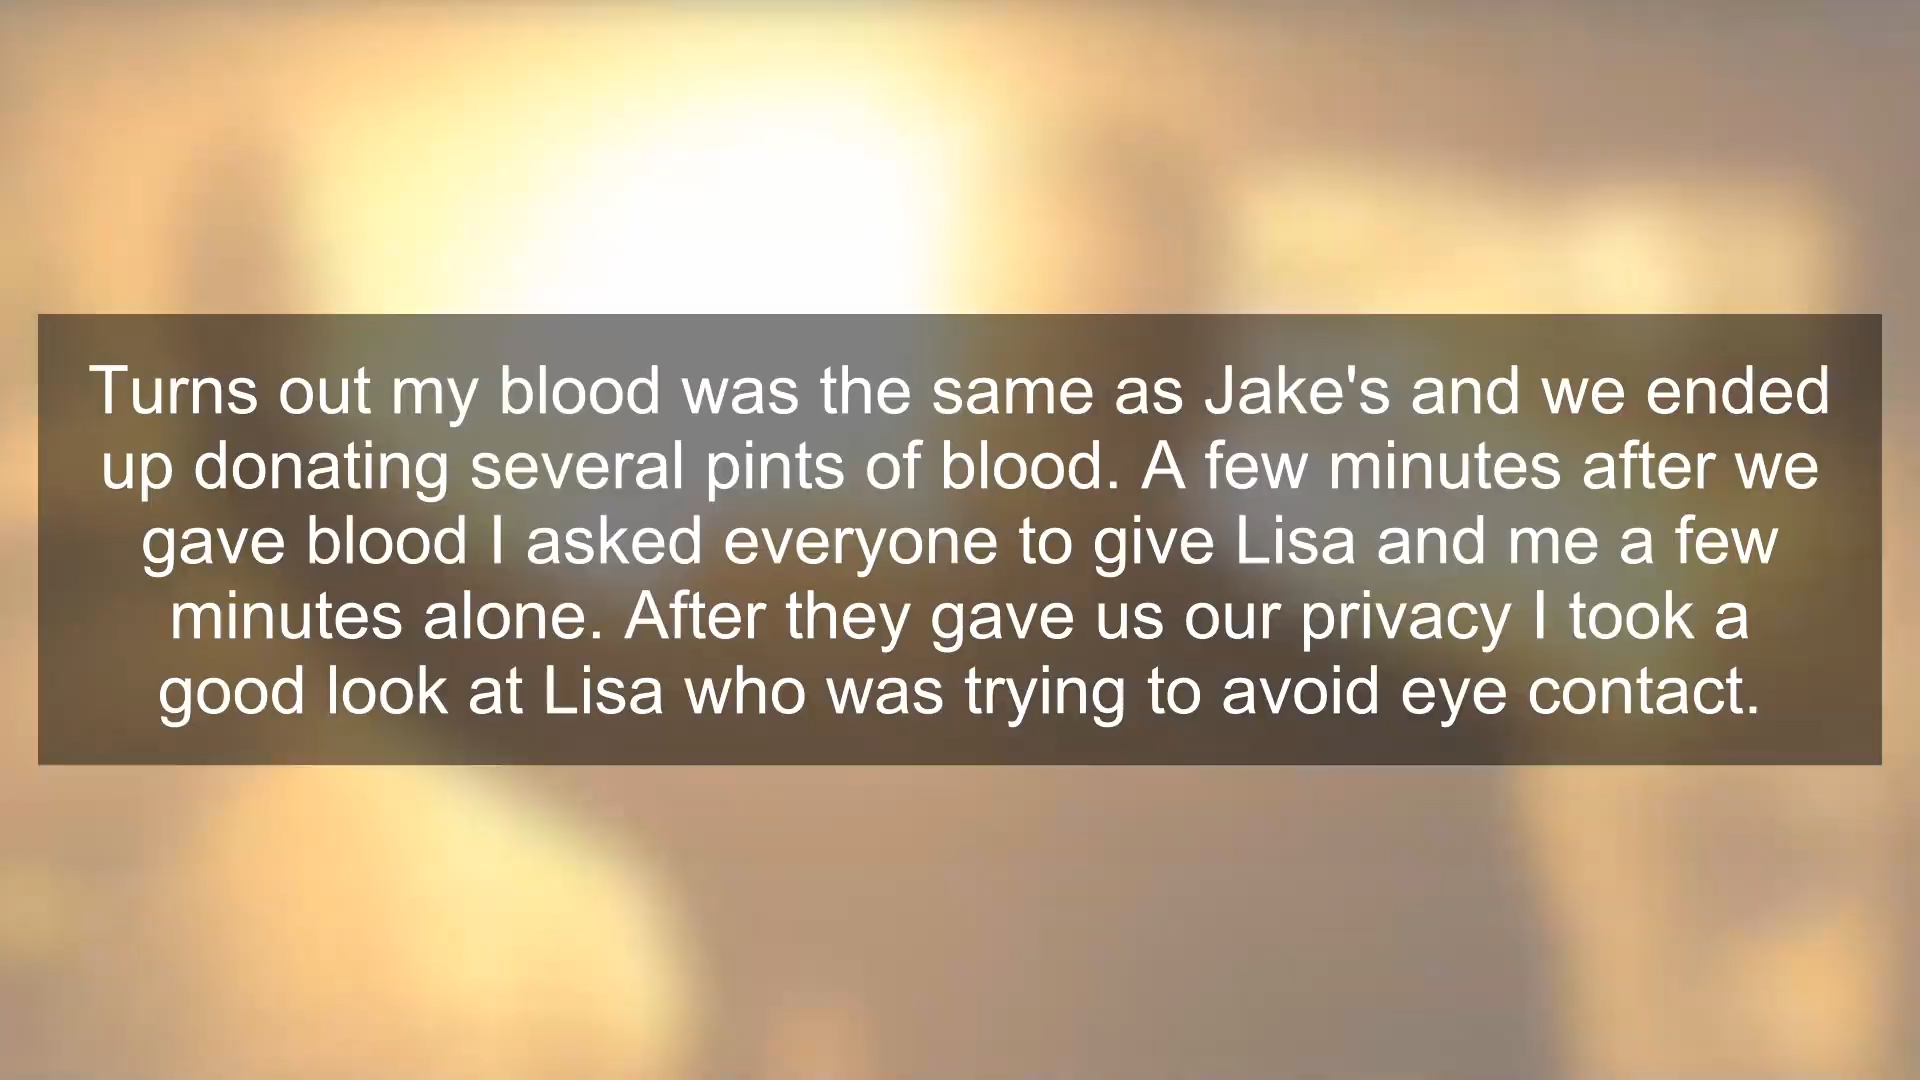 Turns out my blood was the same as Jake's and we ended
up donating several pints of blood. A few minutes after we
gave blood I asked everyone to give Lisa and me a few
minutes alone. After they gave us our privacy I took a
good look at Lisa who was trying to avoid eye contact.